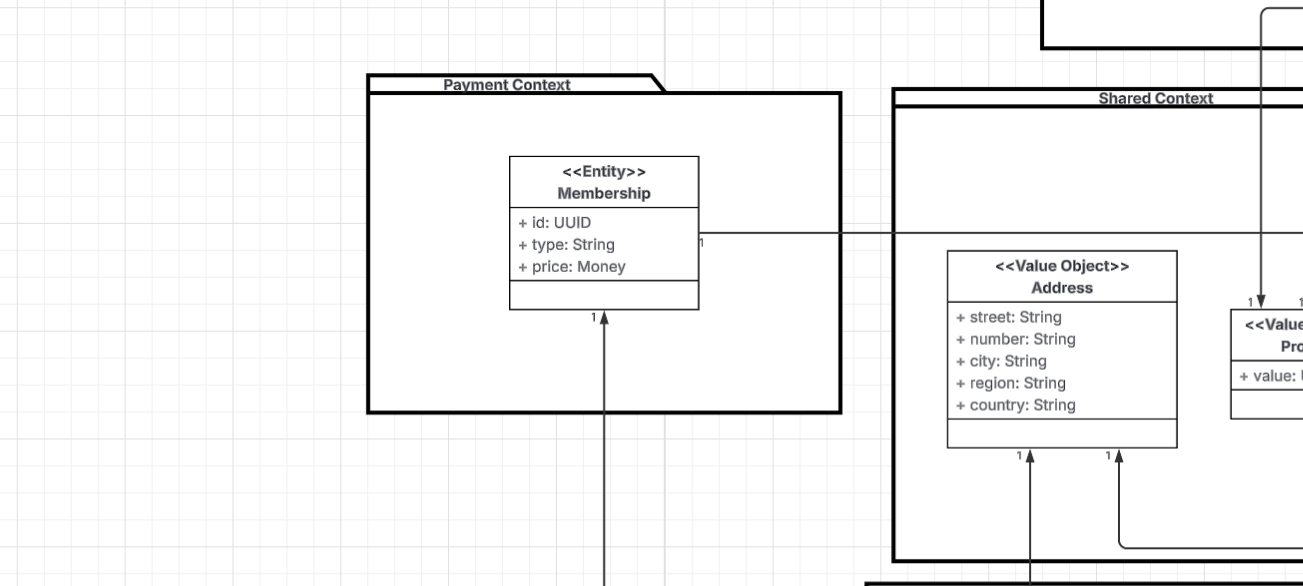 Payment Context
<<Entity>>
Membership
+ id: UUID
+ type: String
+ price: Money
1
1
Shared Context
<<Value Object>>
Address
+ street: String
+ number: String
+ city: String
+ region: String
+ country: String
1
1
1
1
<<Value
Pro
+ value: